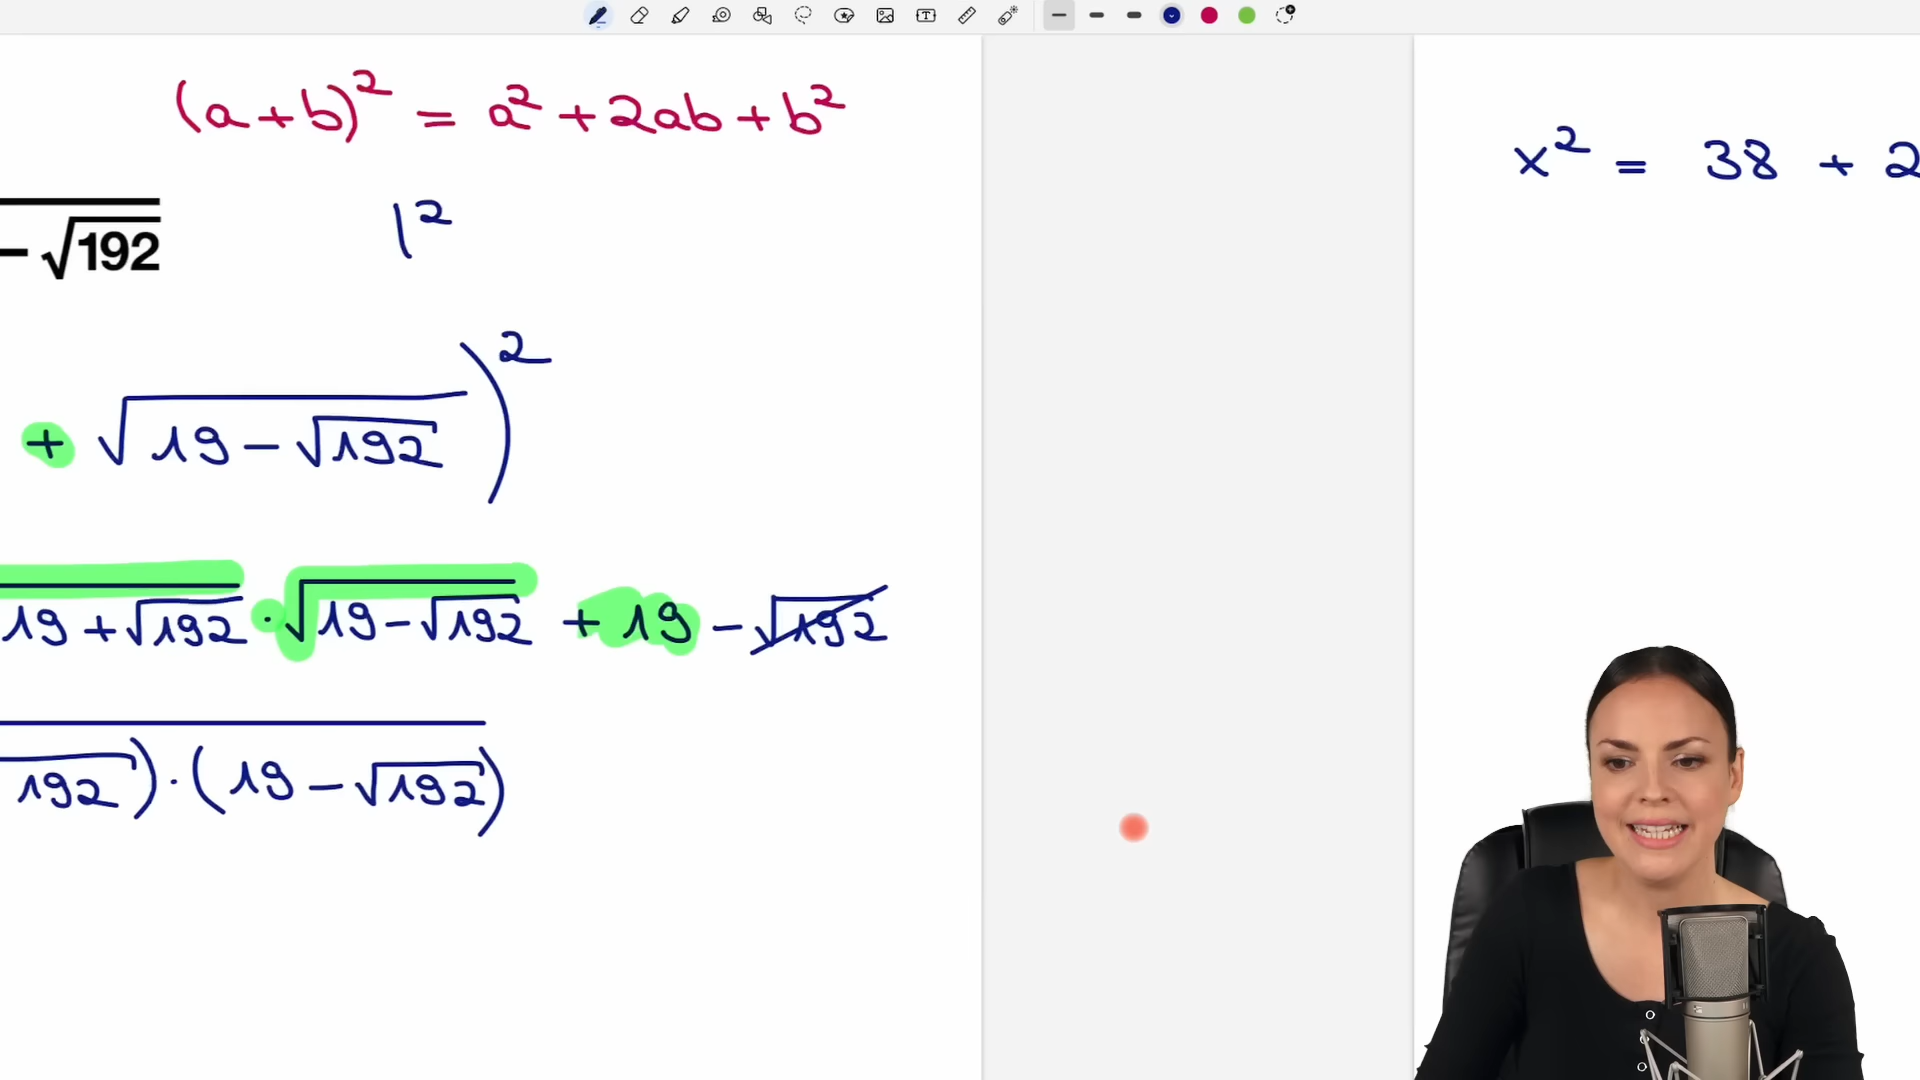 (a+b)² = a² + 2ab + b²
x² = 38 + 2
− √192
|²
+ √19 − √192)²
19 + √192 · √19 − √192 + 19 − √192
192) · (19 − √192)